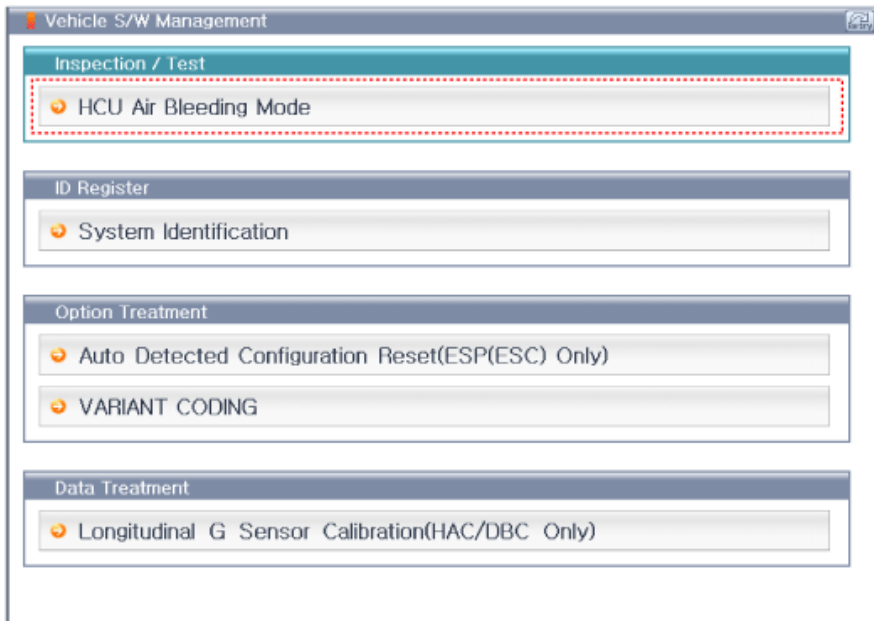 Vehicle S/W Management
Inspection / Test
HCU Air Bleeding Mode
ID Register
System Identification
Option Treatment
Auto Detected Configuration Reset(ESP(ESC) Only)
VARIANT CODING
Data Treatment
Longitudinal G Sensor Calibration(HAC/DBC Only)